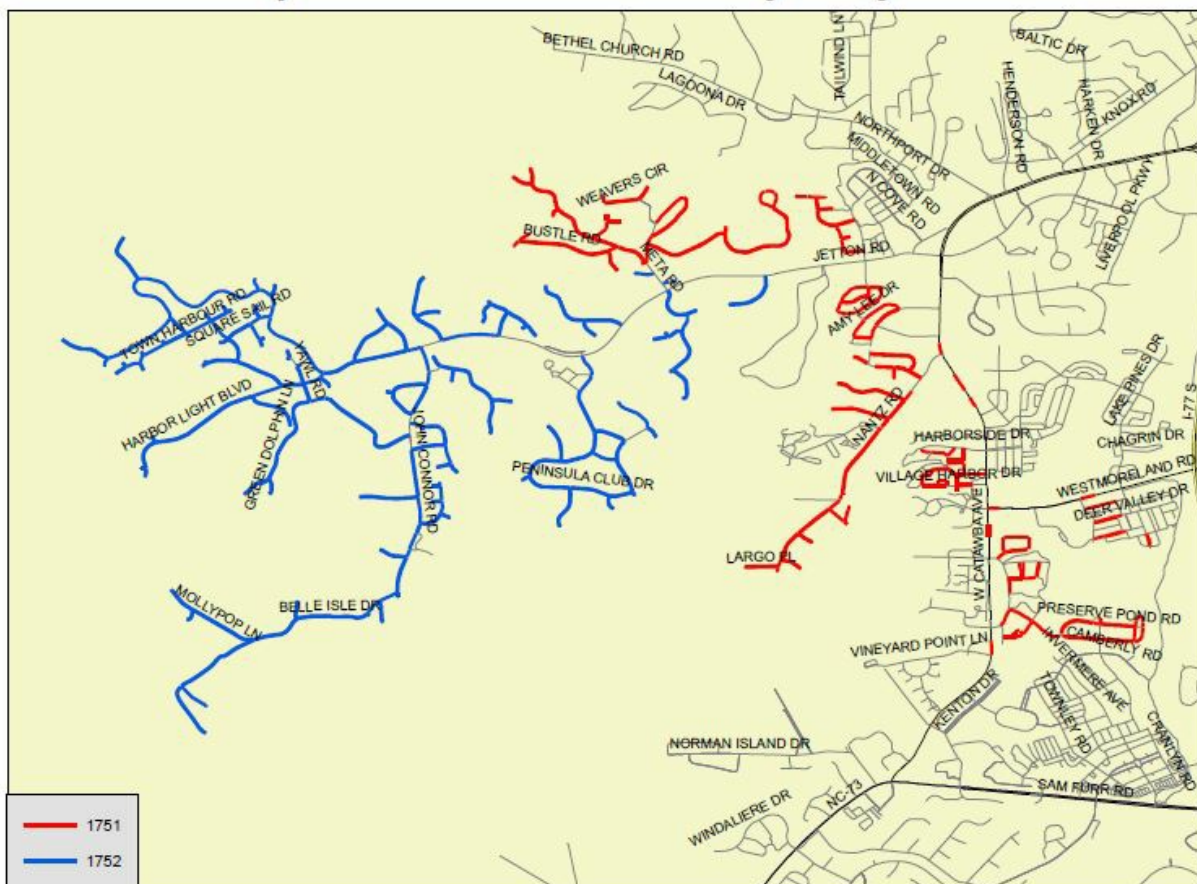 BETHEL CHURCH RD
LAGOONA DR
TAILWIND LN
BALTIC DR
HENDERSON RD
HARKEN DR
KNOX RD
NORTHPORT DR
MIDDLETOWN RD
N COVE RD
LIVERPOOL PKWY
WEAVERS CIR
BUSTLE RD
META RD
JETTON RD
AMY LEE DR
TOWN HARBOUR RD
SQUARE SAIL RD
YAWL RD
HARBOR LIGHT BLVD
GREEN DOLPHIN LN
JOHN CONNOR RD
PENINSULA CLUB DR
NANTZ RD
HARBORSIDE DR
VILLAGE HARBOR DR
LAKE PINES DR
I-77 S
CHAGRIN DR
WESTMORELAND RD
DEER VALLEY DR
W CATAWBA AVE
LARGO PL
MOLLYPOP LN
BELLE ISLE DR
PRESERVE POND RD
CAMBERLY RD
VINEYARD POINT LN
INVERMERE AVE
KENTON DR
TOWNLEY RD
CRANLYN RD
NORMAN ISLAND DR
SAM FURR RD
NC-73
WINDALIERE DR
1751
1752